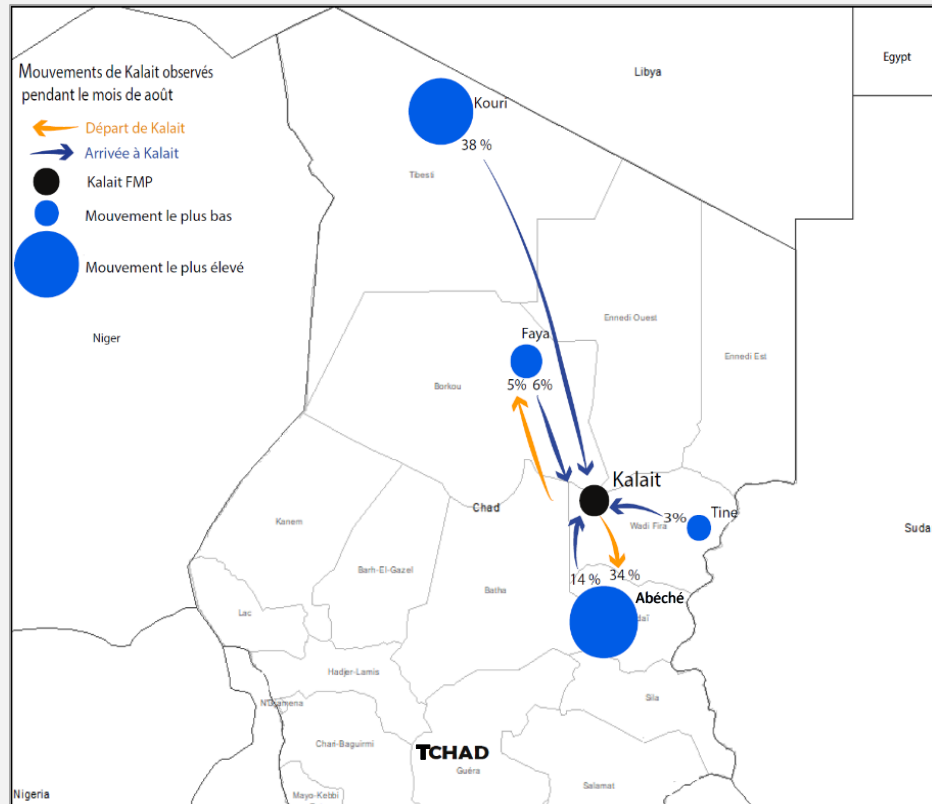 Mouvements de Kalait observés
pendant le mois de août
Départ de Kalait
Arrivée à Kalait
Kalait FMP
Mouvement le plus bas
Mouvement le plus élevé
Egypt
Libya
Kouri
38 %
Tibesti
Niger
Ennedi Ouest
Ennedi Est
Faya
5% 6%
Borkou
Kalait
Chad
Tine
3%
Wadi Fira
Kanem
Suda
Barh-El-Gazel
14 % 34 %
Batha
Abéché
daï
Lac
Hadjer-Lamis
Sila
N'Djamena
Chari-Baguirmi
TCHAD
Guéra
Salamat
Nigeria
Mayo-Kebbi